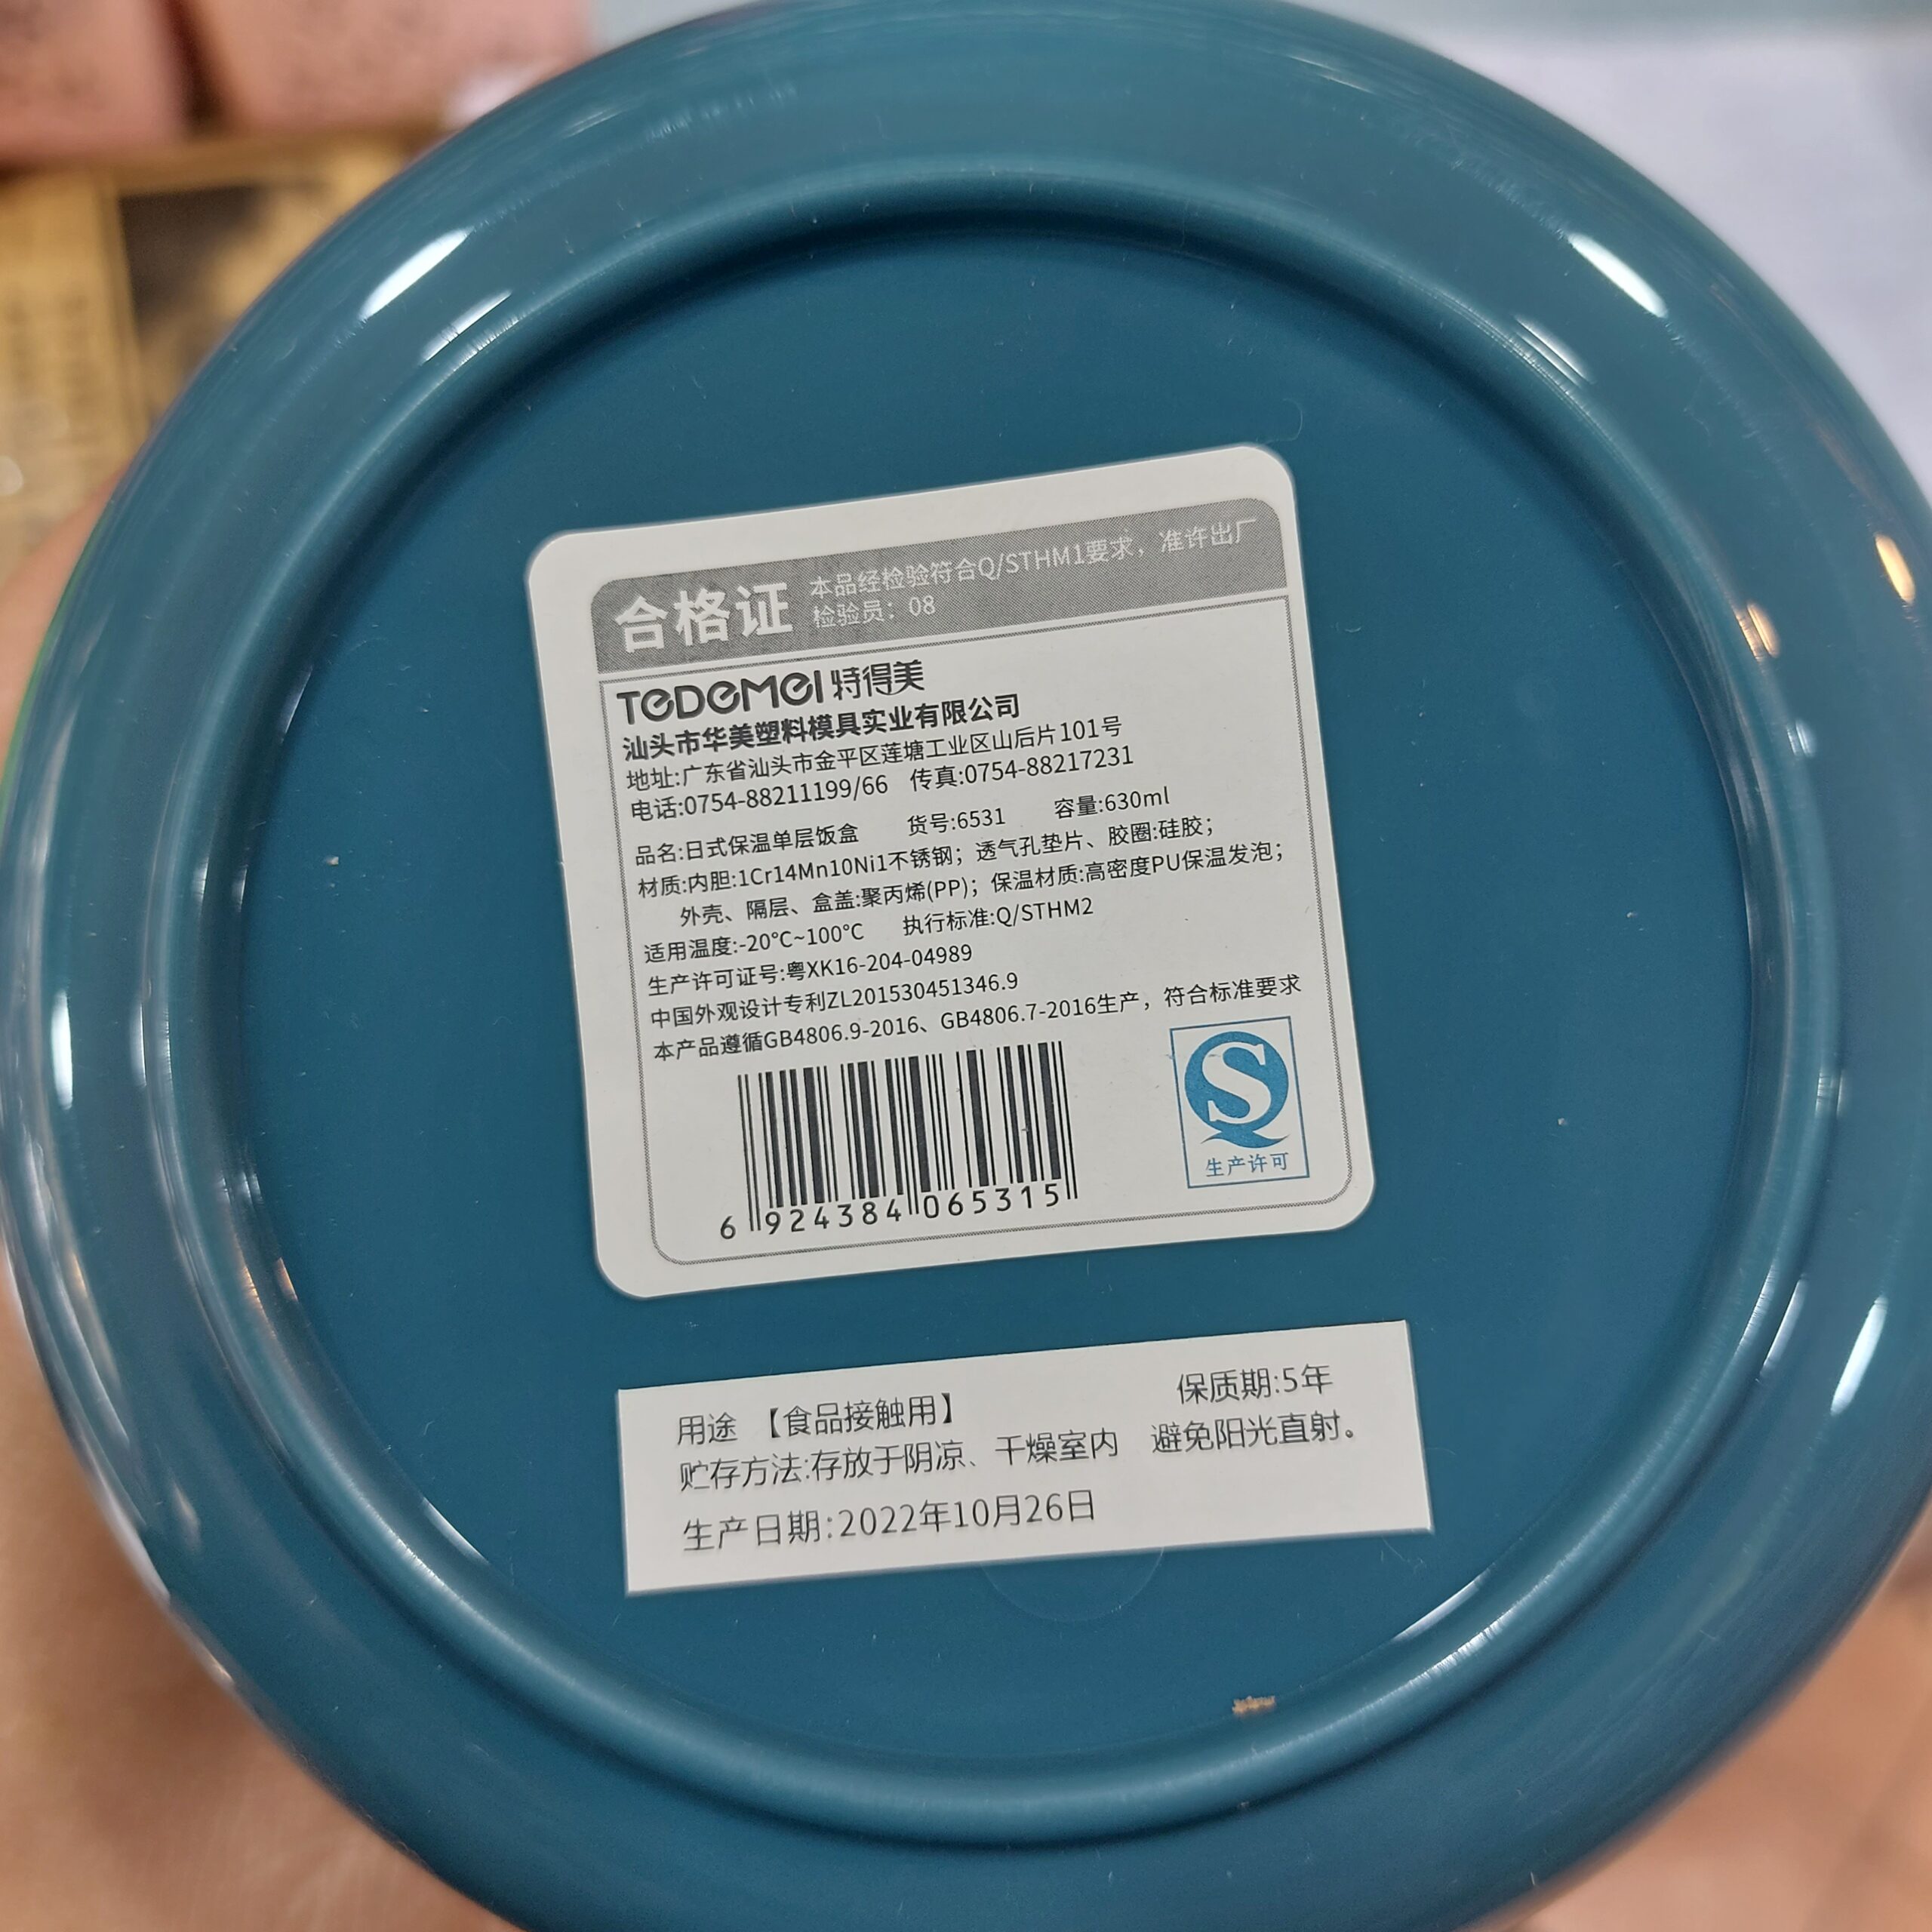 合格证
本品经检验符合Q/STHM1要求，准许出厂
检验员：08
TeDeMei 特得美
汕头市华美塑料模具实业有限公司
地址:广东省汕头市金平区莲塘工业区山后片101号
电话:0754-88211199/66 传真:0754-88217231
品名:日式保温单层饭盒 货号:6531 容量:630ml
材质:内胆:1Cr14Mn10Ni1不锈钢；透气孔垫片、胶圈:硅胶；
外壳、隔层、盒盖:聚丙烯(PP)；保温材质:高密度PU保温发泡；
适用温度:-20°C~100°C 执行标准:Q/STHM2
生产许可证号:粤XK16-204-04989
中国外观设计专利ZL201530451346.9
本产品遵循GB4806.9-2016、GB4806.7-2016生产，符合标准要求
6 924384 065315
S
生产许可
用途 【食品接触用】 保质期:5年
贮存方法:存放于阴凉、干燥室内 避免阳光直射。
生产日期:2022年10月26日